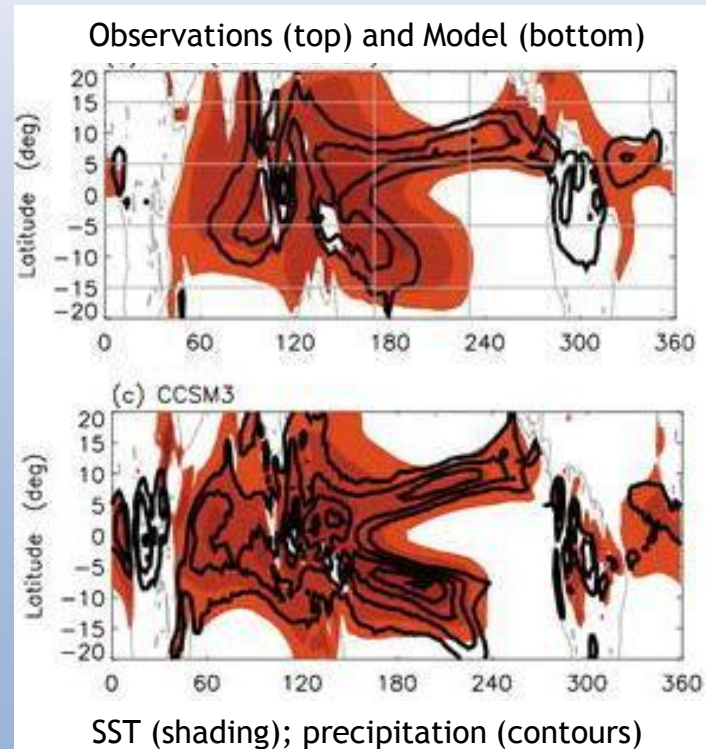 Observations (top) and Model (bottom)
20
15
10
5
0
-5
-10
-15
-20
Latitude (deg)
0 60 120 180 240 300 360
(c) CCSM3
20
15
10
5
0
-5
-10
-15
-20
Latitude (deg)
0 60 120 180 240 300 360
SST (shading); precipitation (contours)